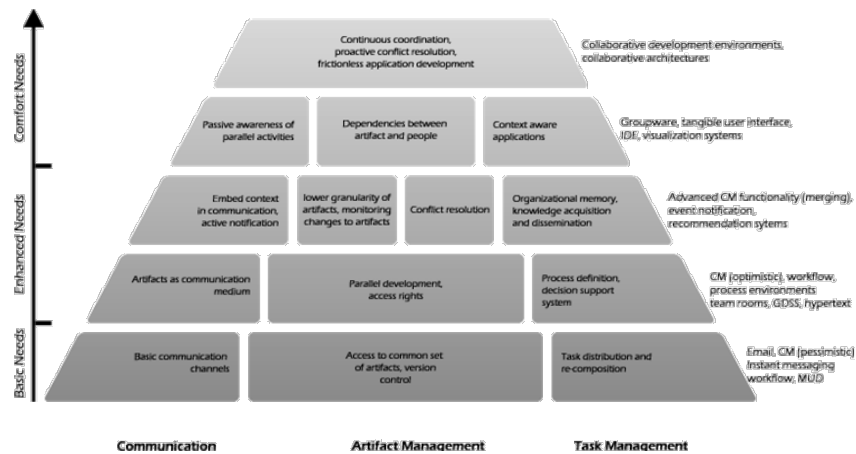 Comfort Needs
Enhanced Needs
Basic Needs
Continuous coordination,
proactive conflict resolution,
frictionless application development
Collaborative development environments,
collaborative architectures
Passive awareness of
parallel activities
Dependencies between
artifact and people
Context aware
applications
Groupware, tangible user interface,
IDE, visualization systems
Embed context
in communication,
active notification
lower granularity of
artifacts, monitoring
changes to artifacts
Conflict resolution
Organizational memory,
knowledge acquisition
and dissemination
Advanced CM functionality (merging),
event notification,
recommendation sytems
Artifacts as communication
medium
Parallel development,
access rights
Process definition,
decision support
system
CM (optimistic), workflow,
process environments
team rooms, GDSS, hypertext
Basic communication
channels
Access to common set
of artifacts, version
control
Task distribution and
re-composition
Email, CM (pessimistic)
Instant messaging
workflow, MUD
Communication
Artifact Management
Task Management